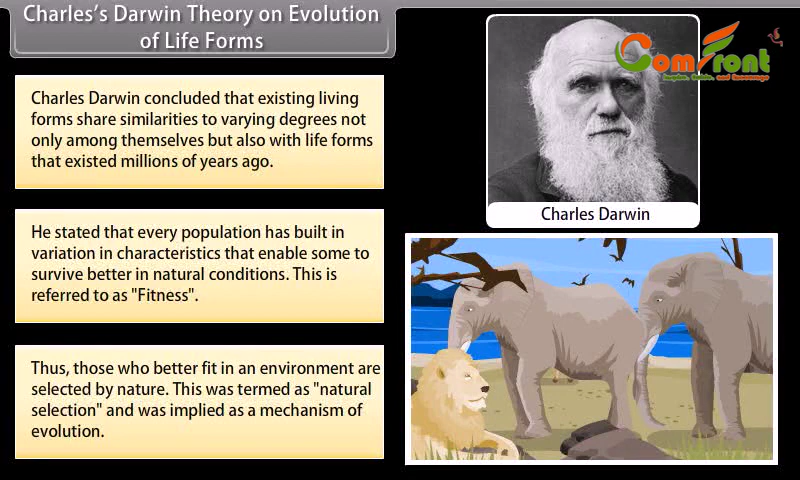 Charles's Darwin Theory on Evolution
of Life Forms
Charles Darwin concluded that existing living
forms share similarities to varying degrees not
only among themselves but also with life forms
that existed millions of years ago.
He stated that every population has built in
variation in characteristics that enable some to
survive better in natural conditions. This is
referred to as "Fitness".
Thus, those who better fit in an environment are
selected by nature. This was termed as "natural
selection" and was implied as a mechanism of
evolution.
ComFront
Inspire, Guide, and Encourage
Charles Darwin